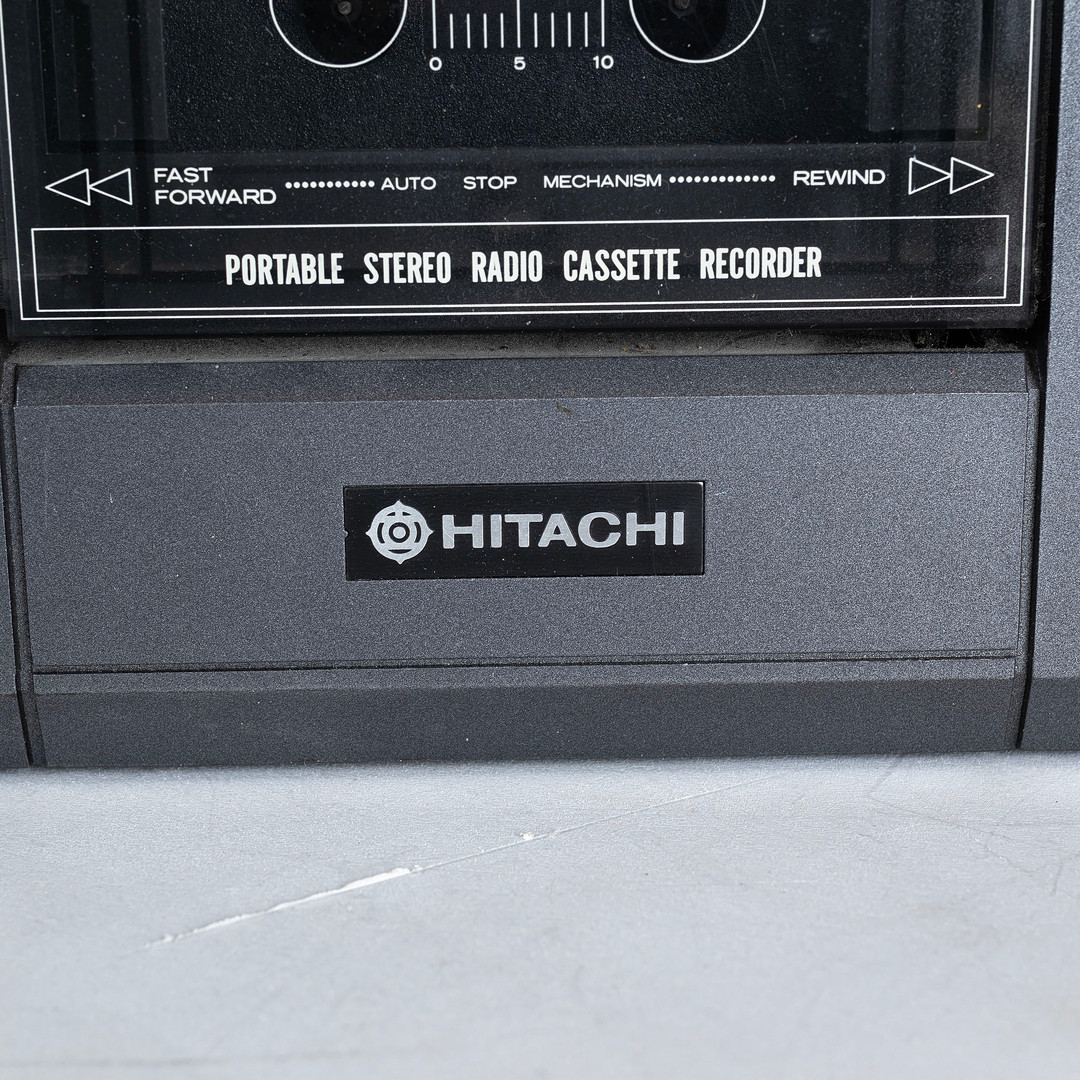 0 5 10
FAST
FORWARD AUTO STOP MECHANISM REWIND
PORTABLE STEREO RADIO CASSETTE RECORDER
HITACHI